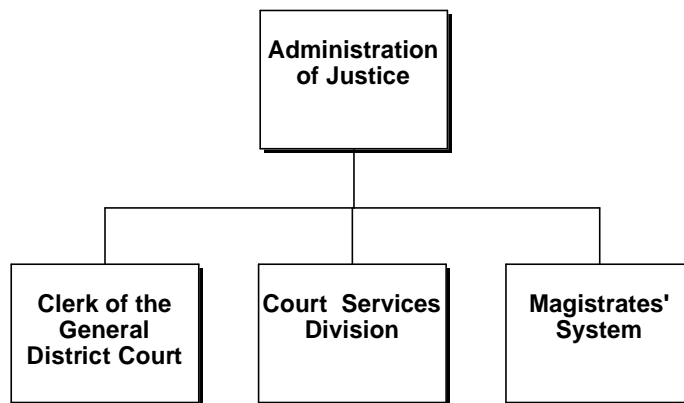 Administration
of Justice
Clerk of the
General
District Court
Court Services
Division
Magistrates'
System